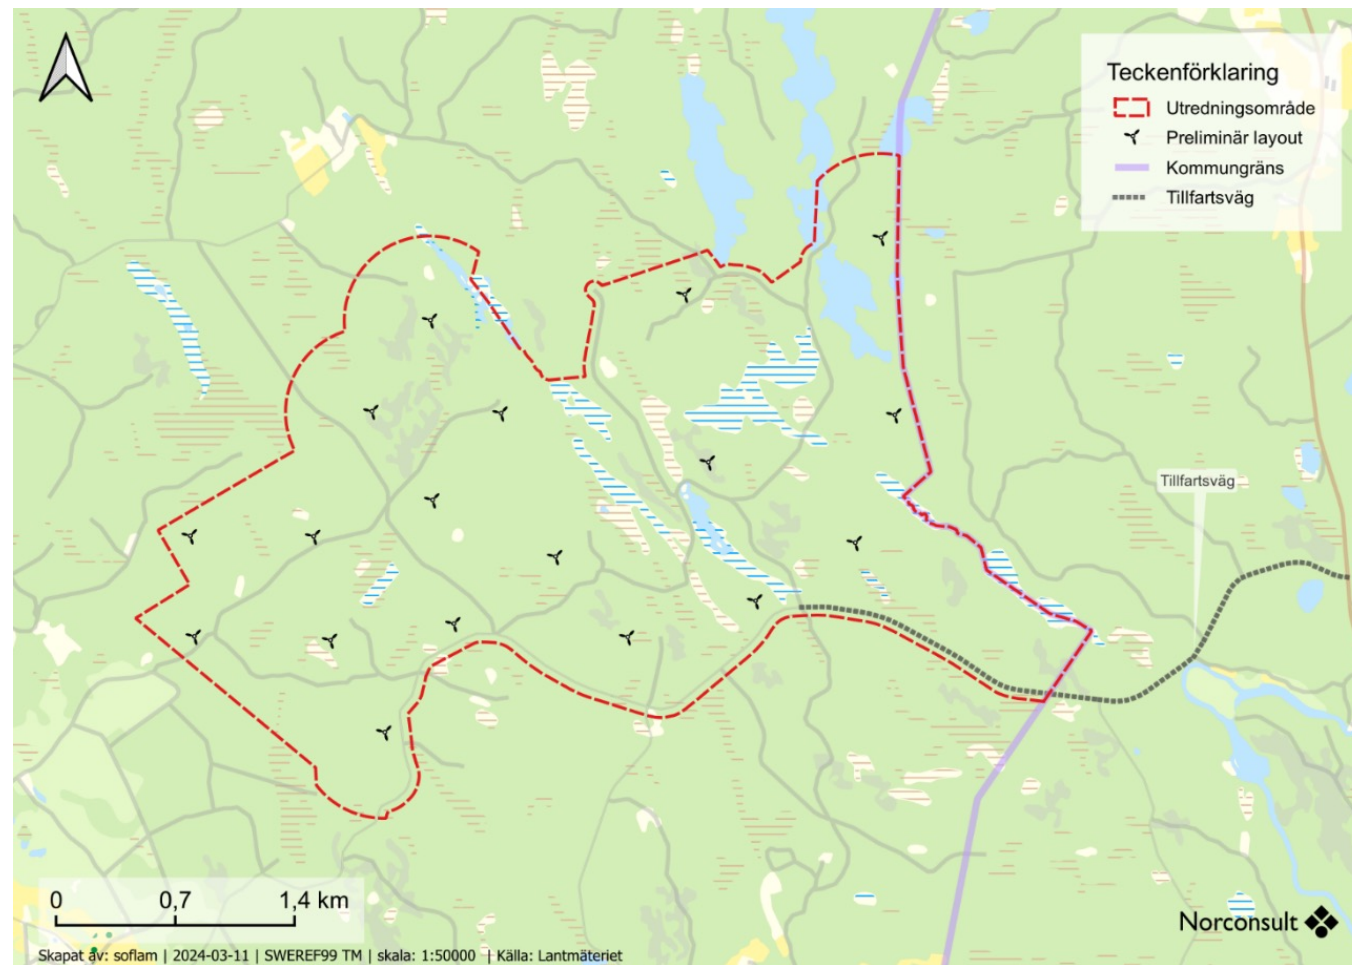 Teckenförklaring
Utredningsområde
Preliminär layout
Kommungräns
Tillfartsväg
Tillfartsväg
0 0,7 1,4 km
Norconsult
Skapat av: soflam | 2024-03-11 | SWEREF99 TM | skala: 1:50000 | Källa: Lantmäteriet